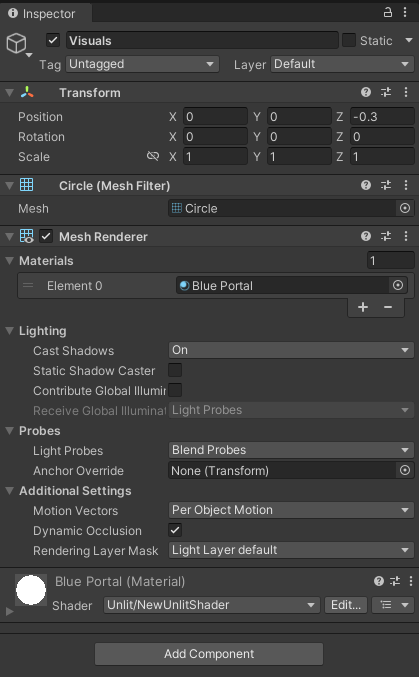 Inspector
Visuals Static
Tag Untagged Layer Default
Transform
Position X 0 Y 0 Z -0.3
Rotation X 0 Y 0 Z 0
Scale X 1 Y 1 Z 1
Circle (Mesh Filter)
Mesh Circle
Mesh Renderer
Materials 1
Element 0 Blue Portal
Lighting
Cast Shadows On
Static Shadow Caster
Contribute Global Illumin
Receive Global Illuminat Light Probes
Probes
Light Probes Blend Probes
Anchor Override None (Transform)
Additional Settings
Motion Vectors Per Object Motion
Dynamic Occlusion
Rendering Layer Mask Light Layer default
Blue Portal (Material)
Shader Unlit/NewUnlitShader Edit...
Add Component